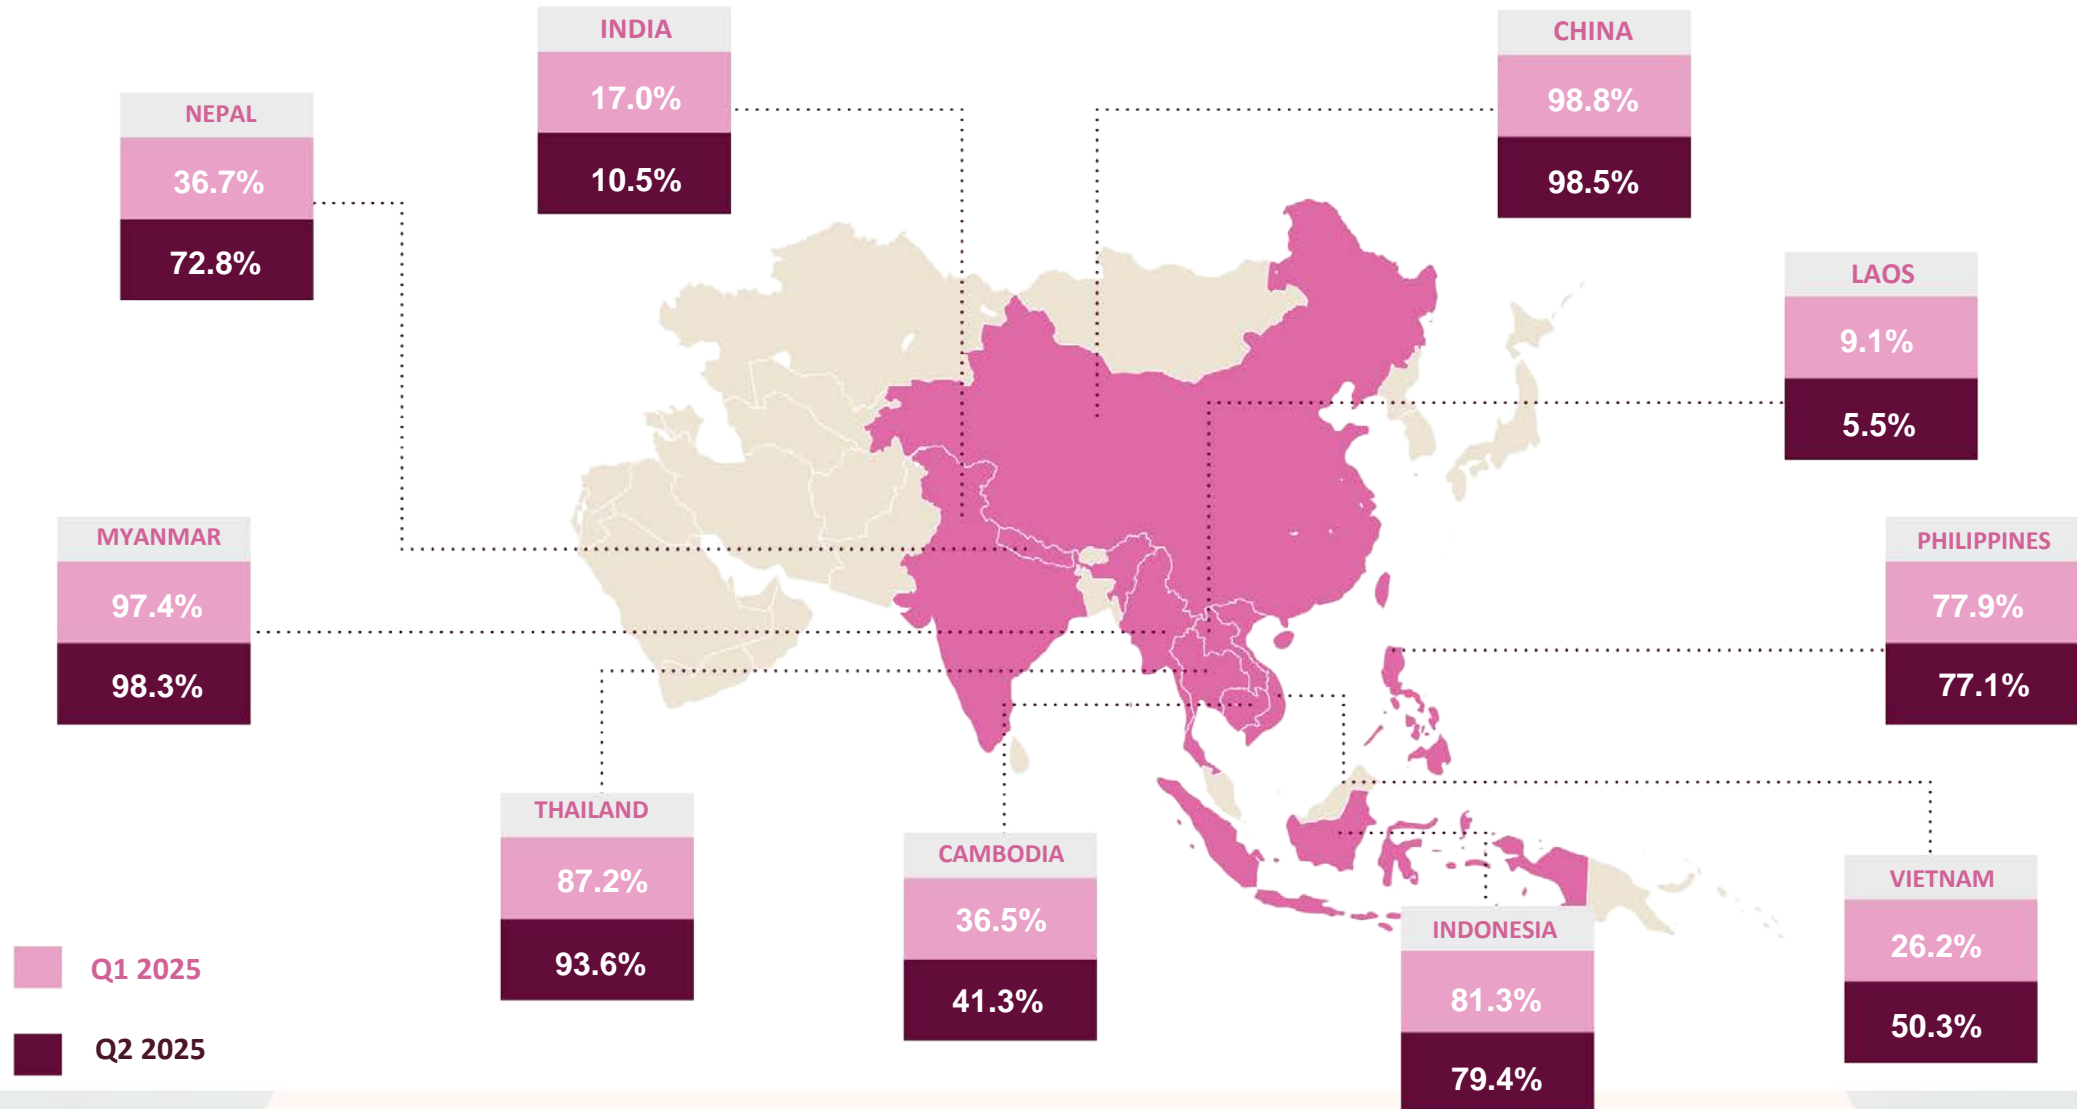 INDIA
17.0%
10.5%
CHINA
98.8%
98.5%
NEPAL
36.7%
72.8%
LAOS
9.1%
5.5%
MYANMAR
97.4%
98.3%
PHILIPPINES
77.9%
77.1%
THAILAND
87.2%
93.6%
CAMBODIA
36.5%
41.3%
INDONESIA
81.3%
79.4%
VIETNAM
26.2%
50.3%
Q1 2025
Q2 2025